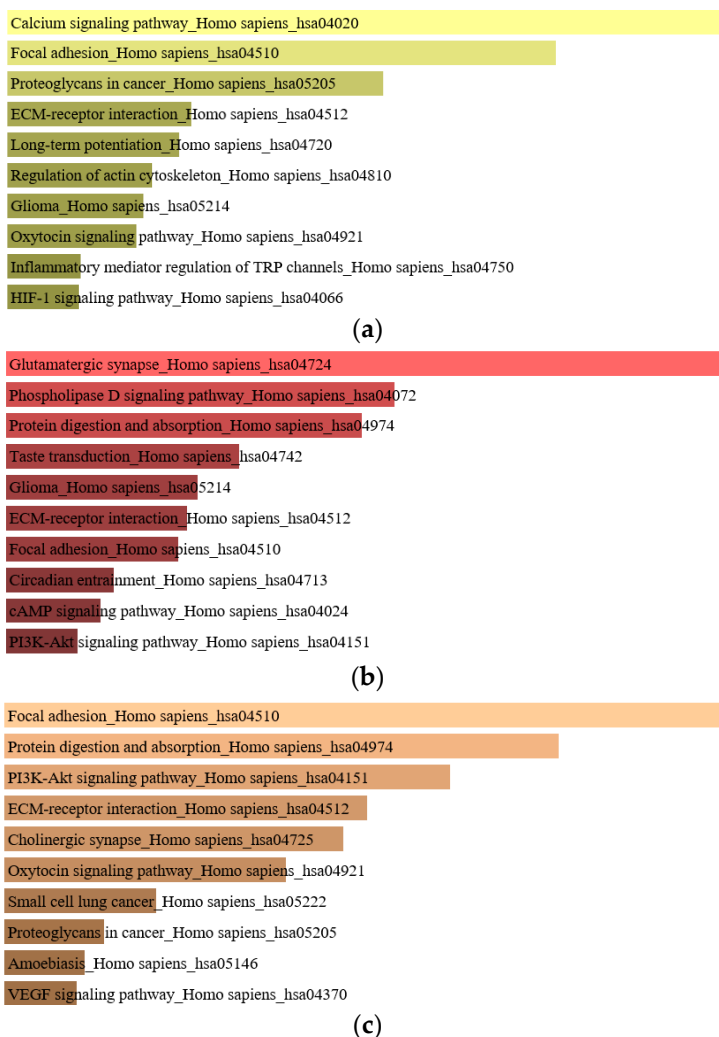 Calcium signaling pathway_Homo sapiens_hsa04020
Focal adhesion_Homo sapiens_hsa04510
Proteoglycans in cancer_Homo sapiens_hsa05205
ECM-receptor interaction_Homo sapiens_hsa04512
Long-term potentiation_Homo sapiens_hsa04720
Regulation of actin cytoskeleton_Homo sapiens_hsa04810
Glioma_Homo sapiens_hsa05214
Oxytocin signaling pathway_Homo sapiens_hsa04921
Inflammatory mediator regulation of TRP channels_Homo sapiens_hsa04750
HIF-1 signaling pathway_Homo sapiens_hsa04066
(a)
Glutamatergic synapse_Homo sapiens_hsa04724
Phospholipase D signaling pathway_Homo sapiens_hsa04072
Protein digestion and absorption_Homo sapiens_hsa04974
Taste transduction_Homo sapiens_hsa04742
Glioma_Homo sapiens_hsa05214
ECM-receptor interaction_Homo sapiens_hsa04512
Focal adhesion_Homo sapiens_hsa04510
Circadian entrainment_Homo sapiens_hsa04713
cAMP signaling pathway_Homo sapiens_hsa04024
PI3K-Akt signaling pathway_Homo sapiens_hsa04151
(b)
Focal adhesion_Homo sapiens_hsa04510
Protein digestion and absorption_Homo sapiens_hsa04974
PI3K-Akt signaling pathway_Homo sapiens_hsa04151
ECM-receptor interaction_Homo sapiens_hsa04512
Cholinergic synapse_Homo sapiens_hsa04725
Oxytocin signaling pathway_Homo sapiens_hsa04921
Small cell lung cancer_Homo sapiens_hsa05222
Proteoglycans in cancer_Homo sapiens_hsa05205
Amoebiasis_Homo sapiens_hsa05146
VEGF signaling pathway_Homo sapiens_hsa04370
(c)